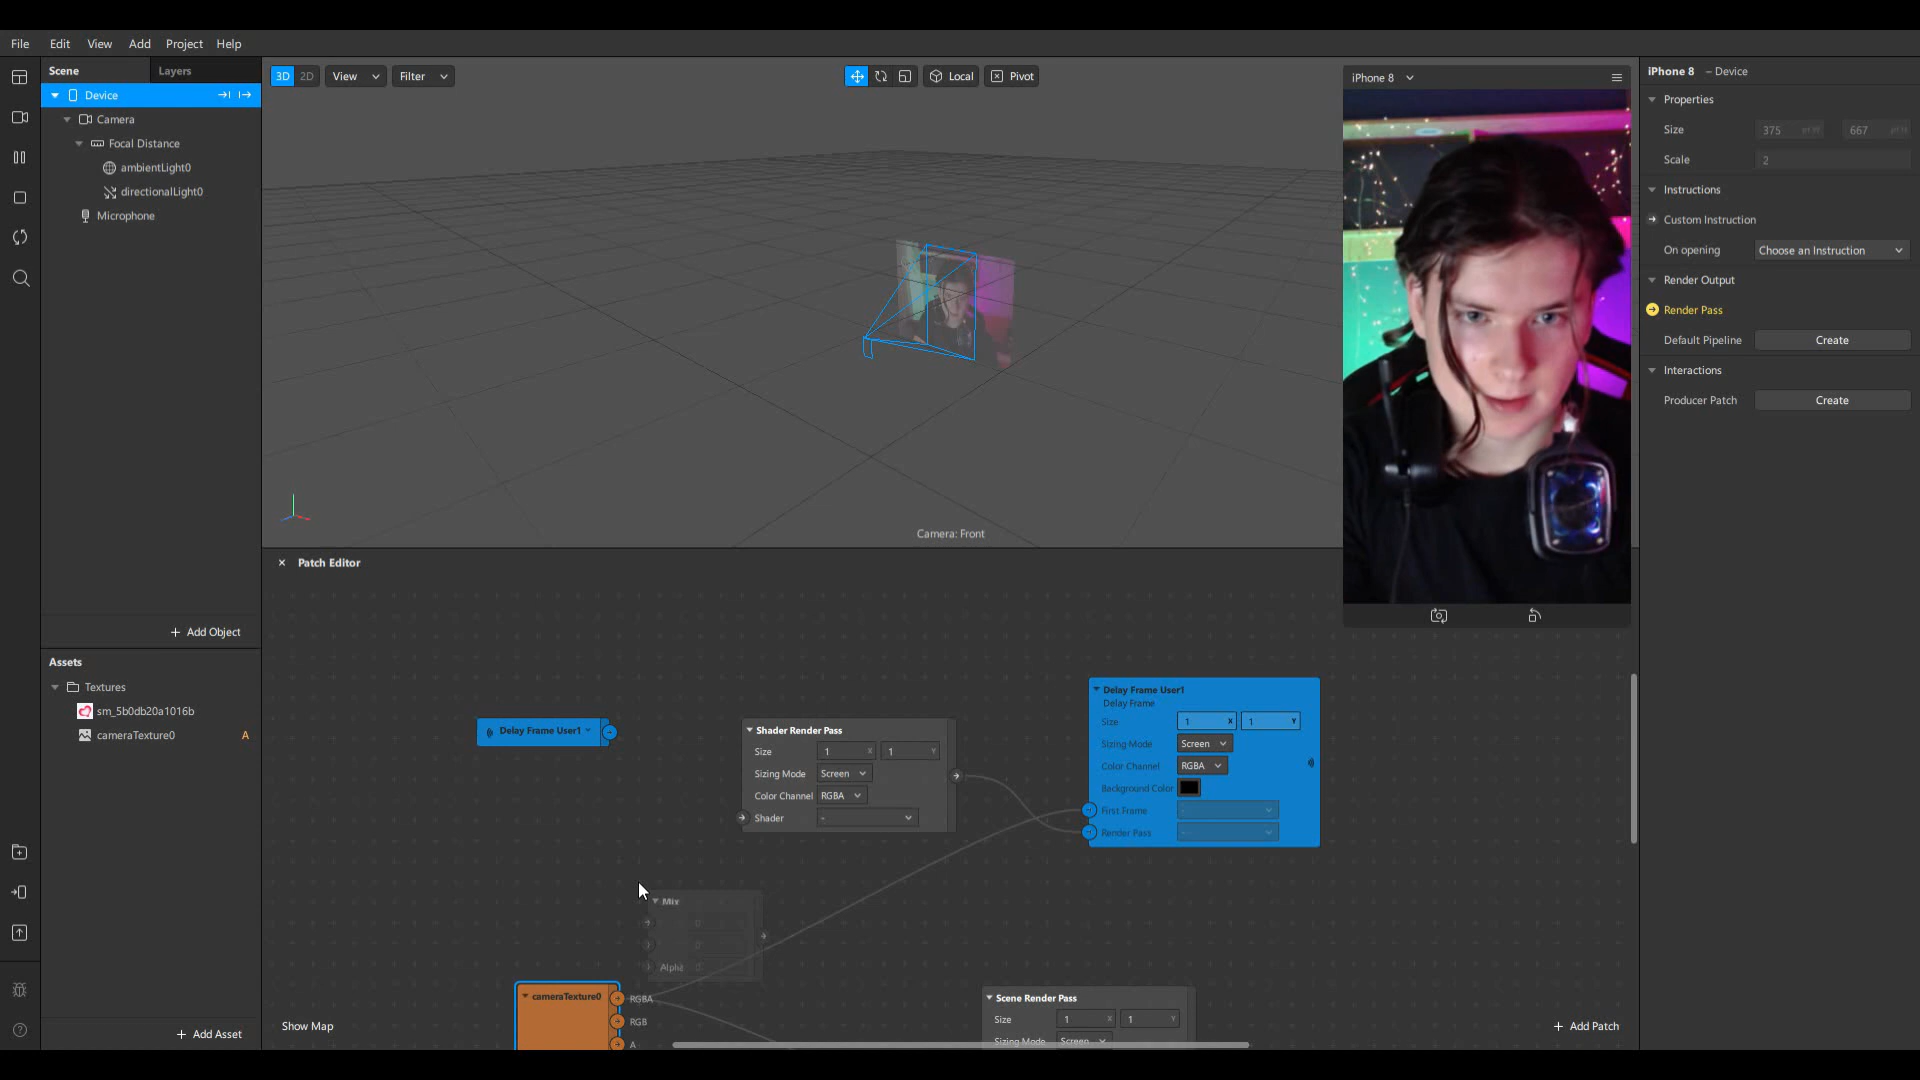 File Edit View Add Project Help
Scene Layers
Device
Camera
Focal Distance
ambientLight0
directionalLight0
Microphone
+ Add Object
Assets
Textures
sm_5b0db20a1016b
cameraTexture0 A
+ Add Asset
3D 2D View Filter Local Pivot
Camera: Front
iPhone 8
iPhone 8 – Device
Properties
Size 375 pt W 667 pt H
Scale 2
Instructions
Custom Instruction
On opening Choose an Instruction
Render Output
Render Pass
Default Pipeline Create
Interactions
Producer Patch Create
× Patch Editor
Delay Frame User1
Shader Render Pass
Size 1 X 1 Y
Sizing Mode Screen
Color Channel RGBA
Shader -
Delay Frame User1
Delay Frame
Size 1 X 1 Y
Sizing Mode Screen
Color Channel RGBA
Background Color
First Frame
Render Pass
Mix
0
0
Alpha 0
cameraTexture0 RGBA
RGB
A
Scene Render Pass
Size 1 X 1 Y
Sizing Mode Screen
Show Map
+ Add Patch